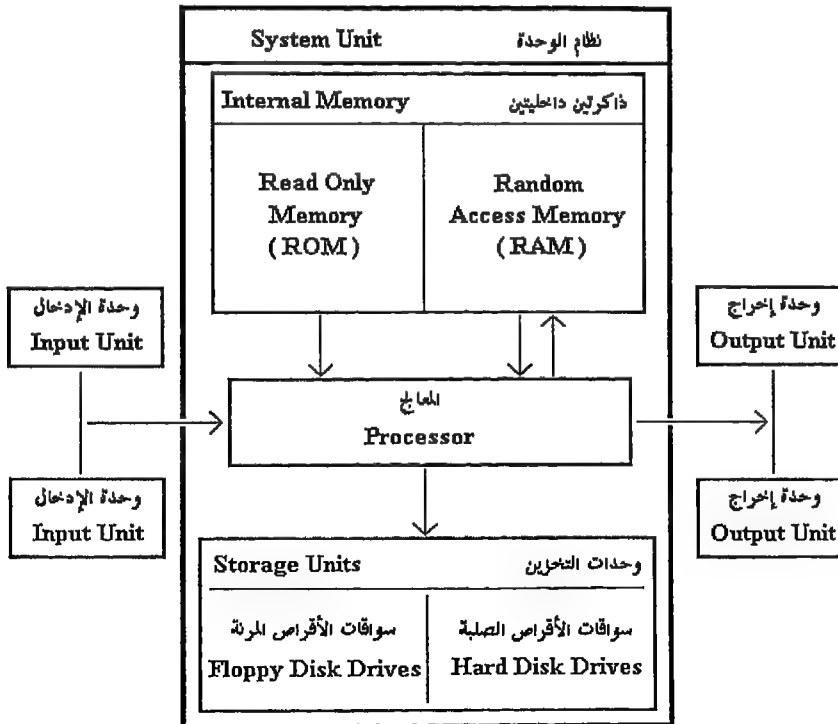 System Unit نظام الوحدة
Internal Memory ذاكرتين داخليتين
Read Only
Memory
(ROM)
Random
Access Memory
(RAM)
وحدة الإدخال
Input Unit
وحدة إخراج
Output Unit
المعالج
Processor
وحدة الإدخال
Input Unit
وحدة إخراج
Output Unit
Storage Units وحدات التخزين
سواقات الأقراص المرنة
Floppy Disk Drives
سواقات الأقراص الصلبة
Hard Disk Drives